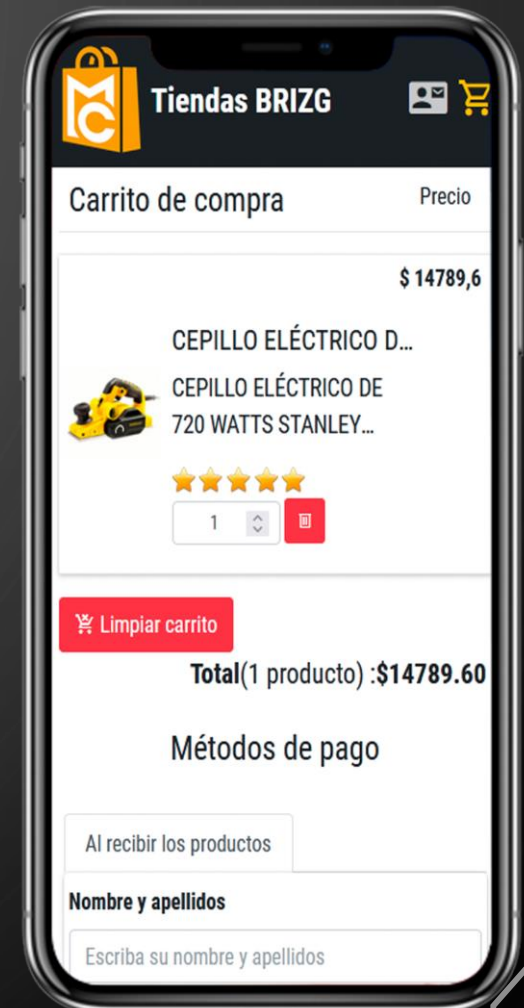 MC
Tiendas BRIZG
Carrito de compra
Precio
$ 14789,6
CEPILLO ELÉCTRICO D...
CEPILLO ELÉCTRICO DE
720 WATTS STANLEY...
1
Limpiar carrito
Total(1 producto) :$14789.60
Métodos de pago
Al recibir los productos
Nombre y apellidos
Escriba su nombre y apellidos